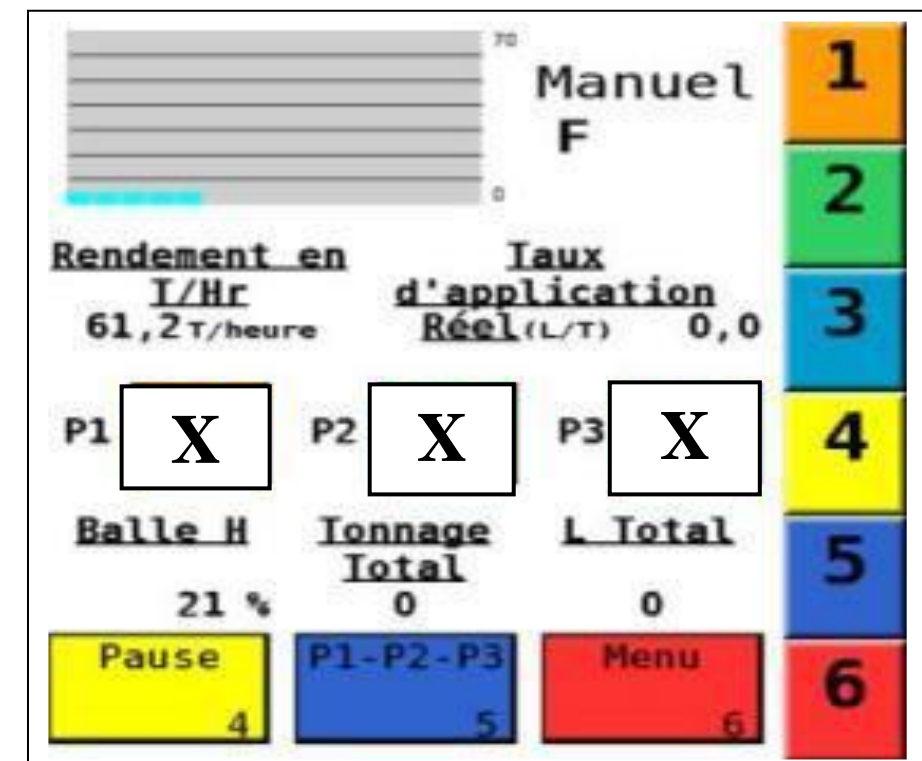 70
Manuel
F
0
Rendement en
T/Hr
61,2 T/heure
Taux
d'application
Réel (L/T) 0,0
P1 X P2 X P3 X
Balle H
21 %
Tonnage
Total
0
L Total
0
Pause
4
P1-P2-P3
5
Menu
6
1
2
3
4
5
6